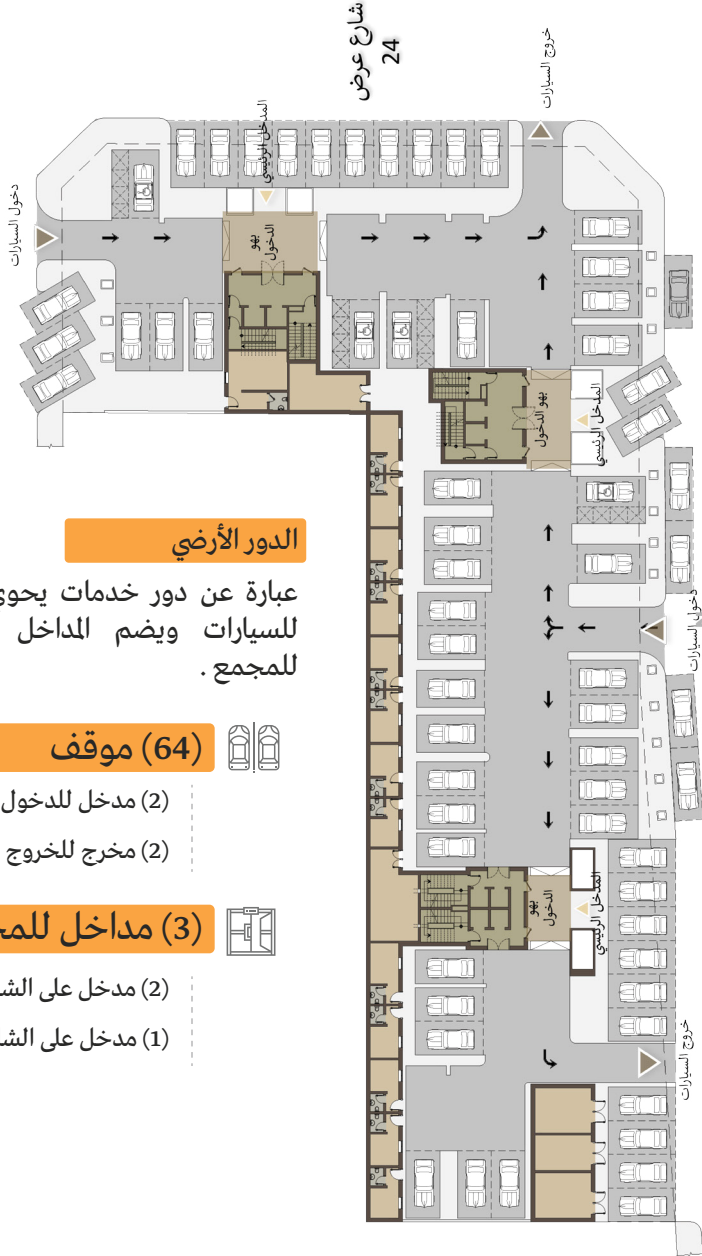 شارع عرض
24
خروج السيارات
المدخل الرئيسي
دخول السيارات
بهو
الدخول
بهو الدخول
المدخل الرئيسي
الدور الأرضي
عبارة عن دور خدمات يحوي
للسيارات ويضم المداخل
للمجمع .
دخول السيارات
(64) موقف
(2) مدخل للدخول
(2) مخرج للخروج
بهو
الدخول
المدخل الرئيسي
(3) مداخل للمج
(2) مدخل على الش
(1) مدخل على الش
خروج السيارات